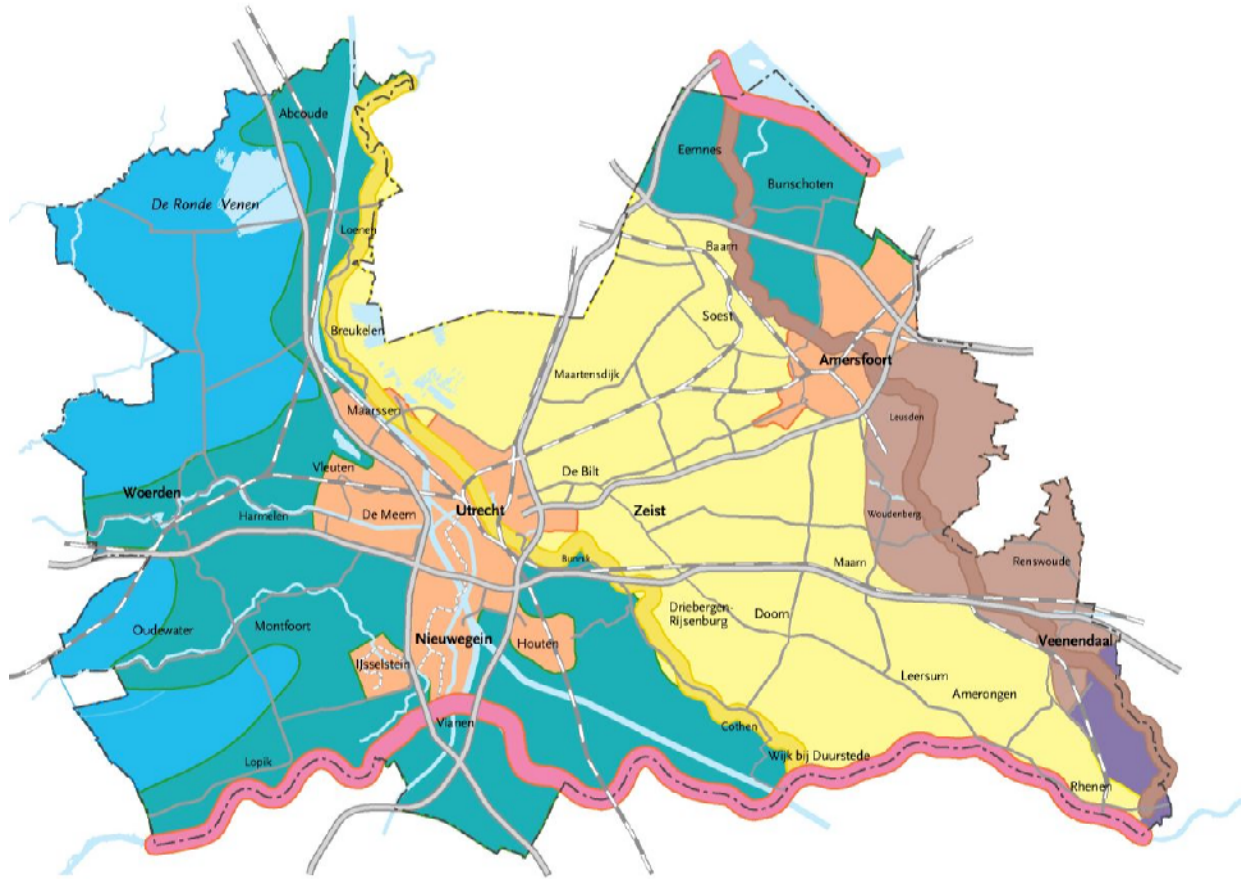 Abcoude
Eemnes
Bunschoten
De Ronde Venen
Loenen
Baarn
Soest
Breukelen
Amersfoort
Maartensdijk
Maarssen
Leusden
Vleuten
De Bilt
Woerden
Harmelen
De Meern
Utrecht
Zeist
Woudenberg
Bunnik
Maarn
Renswoude
Driebergen-
Rijsenburg
Doorn
Oudewater
Montfoort
Nieuwegein
Houten
Veenendaal
IJsselstein
Leersum
Amerongen
Vianen
Cothen
Wijk bij Duurstede
Lopik
Rhenen